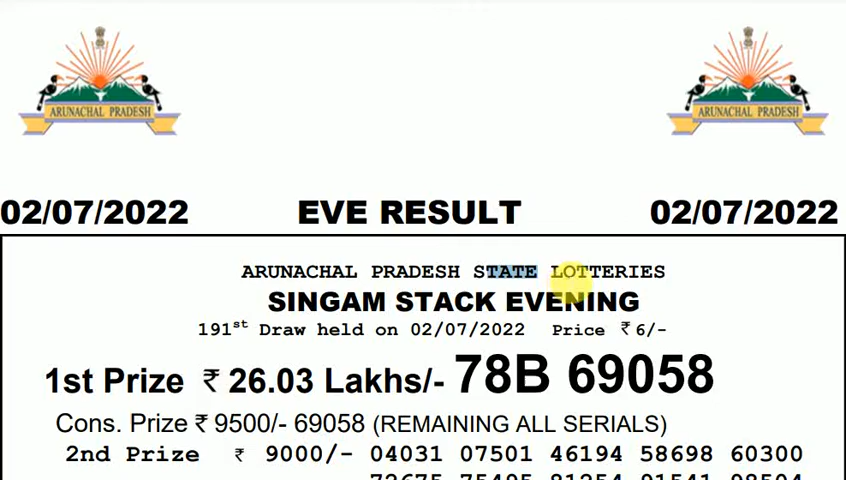 ARUNACHAL PRADESH ARUNACHAL PRADESH
02/07/2022 EVE RESULT 02/07/2022
ARUNACHAL PRADESH STATE LOTTERIES
SINGAM STACK EVENING
191st Draw held on 02/07/2022 Price ₹ 6/-
1st Prize ₹ 26.03 Lakhs/- 78B 69058
Cons. Prize ₹ 9500/- 69058 (REMAINING ALL SERIALS)
2nd Prize ₹ 9000/- 04031 07501 46194 58698 60300